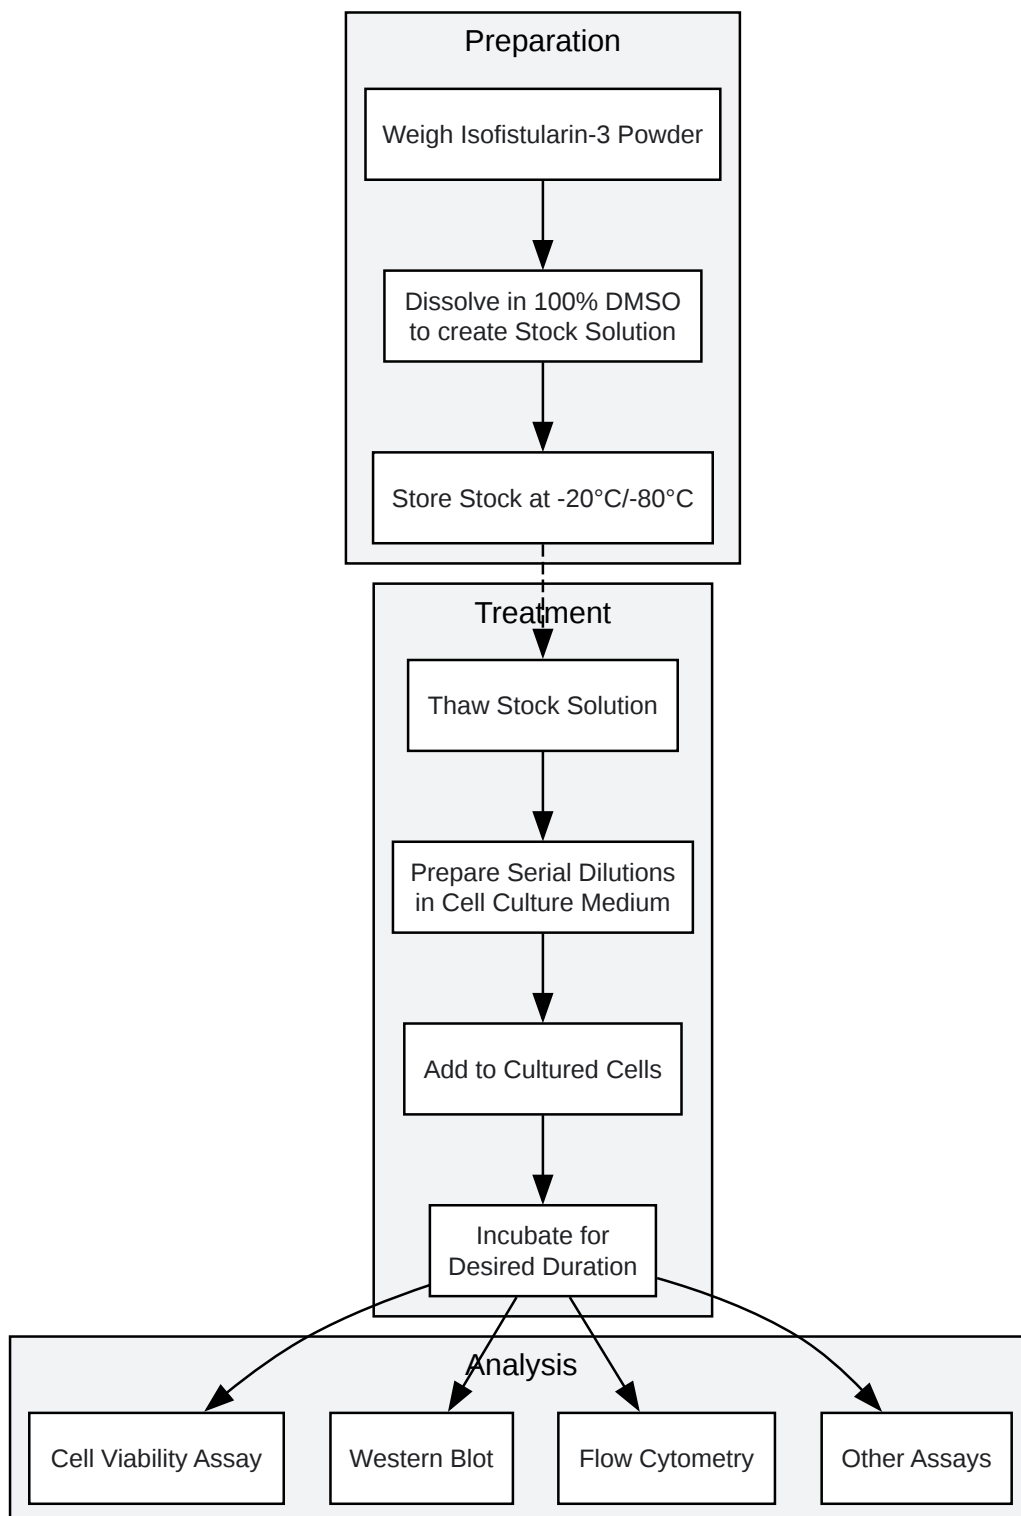 Preparation
Weigh Isofistularin-3 Powder
Dissolve in 100% DMSO
to create Stock Solution
Store Stock at -20°C/-80°C
Treatment
Thaw Stock Solution
Prepare Serial Dilutions
in Cell Culture Medium
Add to Cultured Cells
Incubate for
Desired Duration
Analysis
Cell Viability Assay
Western Blot
Flow Cytometry
Other Assays